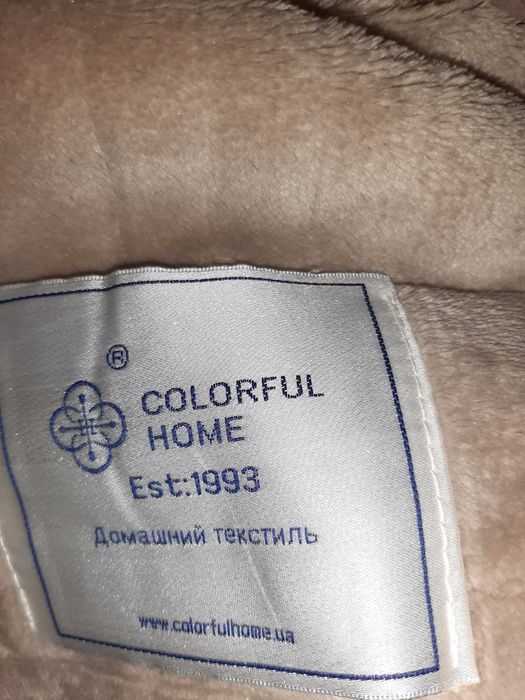 ®
COLORFUL
HOME
Est:1993
Домашний текстиль
www.colorfulhome.ua